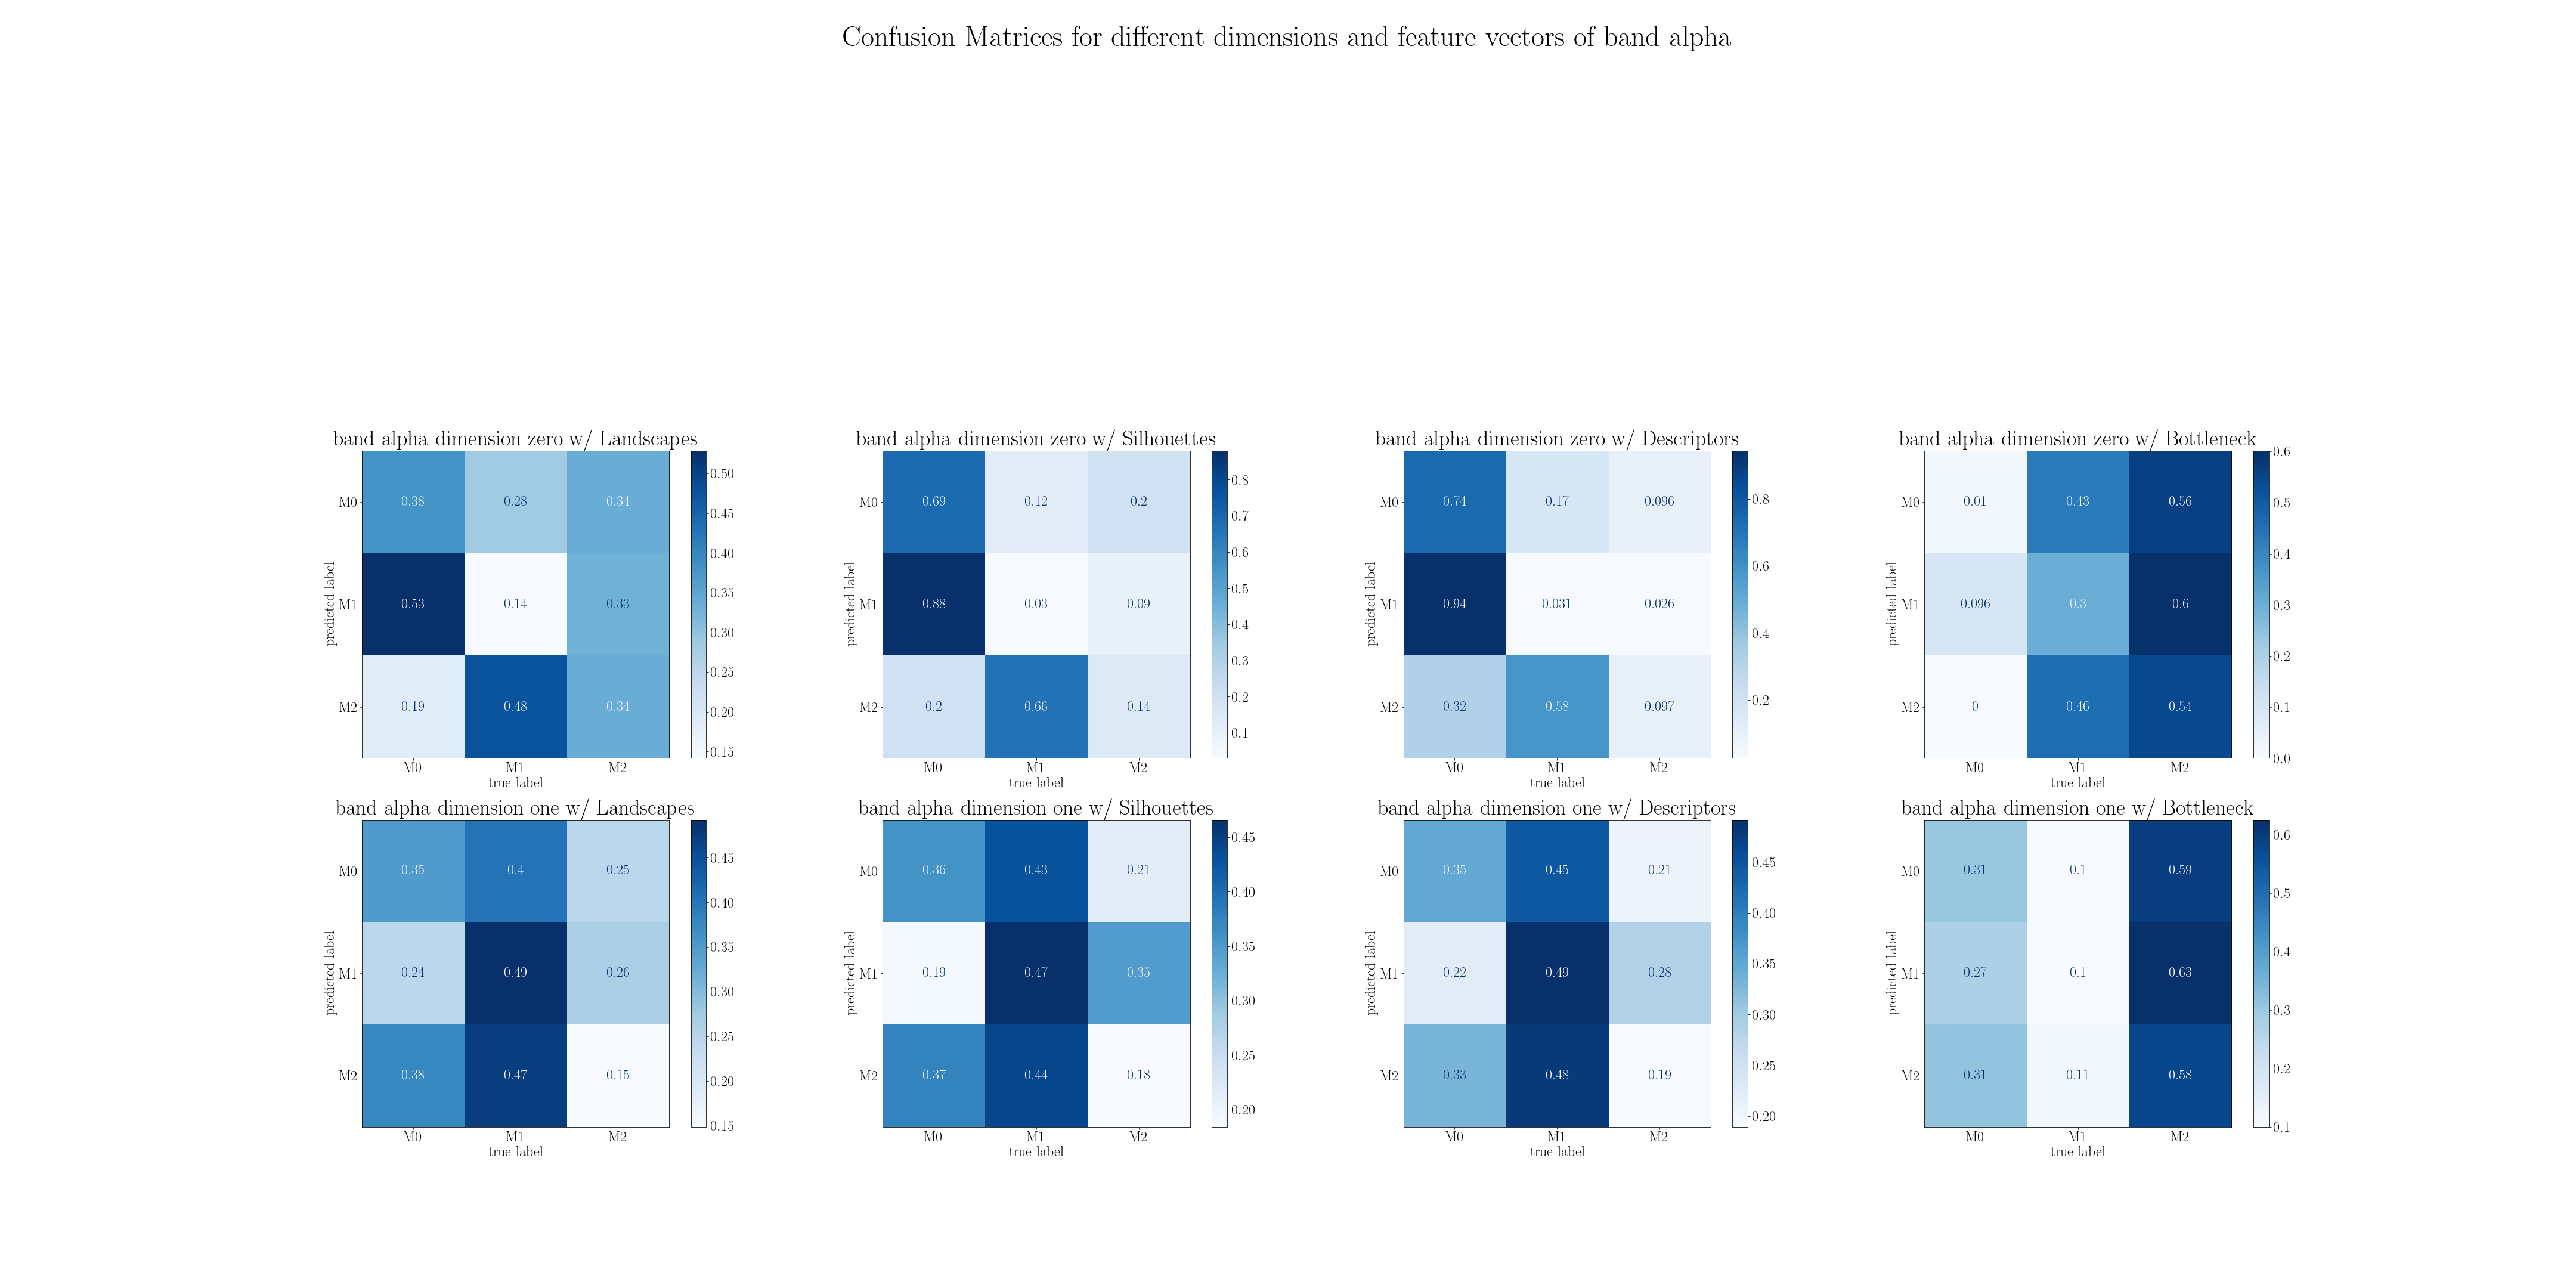 Confusion Matrices for different dimensions and feature vectors of band alpha
band alpha dimension zero w/ Landscapes
predicted label
M0 0.38 0.28 0.34
M1 0.53 0.14 0.33
M2 0.19 0.48 0.34
M0 M1 M2
true label
0.50
0.45
0.40
0.35
0.30
0.25
0.20
0.15
band alpha dimension zero w/ Silhouettes
predicted label
M0 0.69 0.12 0.2
M1 0.88 0.03 0.09
M2 0.2 0.66 0.14
M0 M1 M2
true label
0.8
0.7
0.6
0.5
0.4
0.3
0.2
0.1
band alpha dimension zero w/ Descriptors
predicted label
M0 0.74 0.17 0.096
M1 0.94 0.031 0.026
M2 0.32 0.58 0.097
M0 M1 M2
true label
0.8
0.6
0.4
0.2
band alpha dimension zero w/ Bottleneck
predicted label
M0 0.01 0.43 0.56
M1 0.096 0.3 0.6
M2 0 0.46 0.54
M0 M1 M2
true label
0.6
0.5
0.4
0.3
0.2
0.1
0.0
band alpha dimension one w/ Landscapes
predicted label
M0 0.35 0.4 0.25
M1 0.24 0.49 0.26
M2 0.38 0.47 0.15
M0 M1 M2
true label
0.45
0.40
0.35
0.30
0.25
0.20
0.15
band alpha dimension one w/ Silhouettes
predicted label
M0 0.36 0.43 0.21
M1 0.19 0.47 0.35
M2 0.37 0.44 0.18
M0 M1 M2
true label
0.45
0.40
0.35
0.30
0.25
0.20
band alpha dimension one w/ Descriptors
predicted label
M0 0.35 0.45 0.21
M1 0.22 0.49 0.28
M2 0.33 0.48 0.19
M0 M1 M2
true label
0.45
0.40
0.35
0.30
0.25
0.20
band alpha dimension one w/ Bottleneck
predicted label
M0 0.31 0.1 0.59
M1 0.27 0.1 0.63
M2 0.31 0.11 0.58
M0 M1 M2
true label
0.6
0.5
0.4
0.3
0.2
0.1